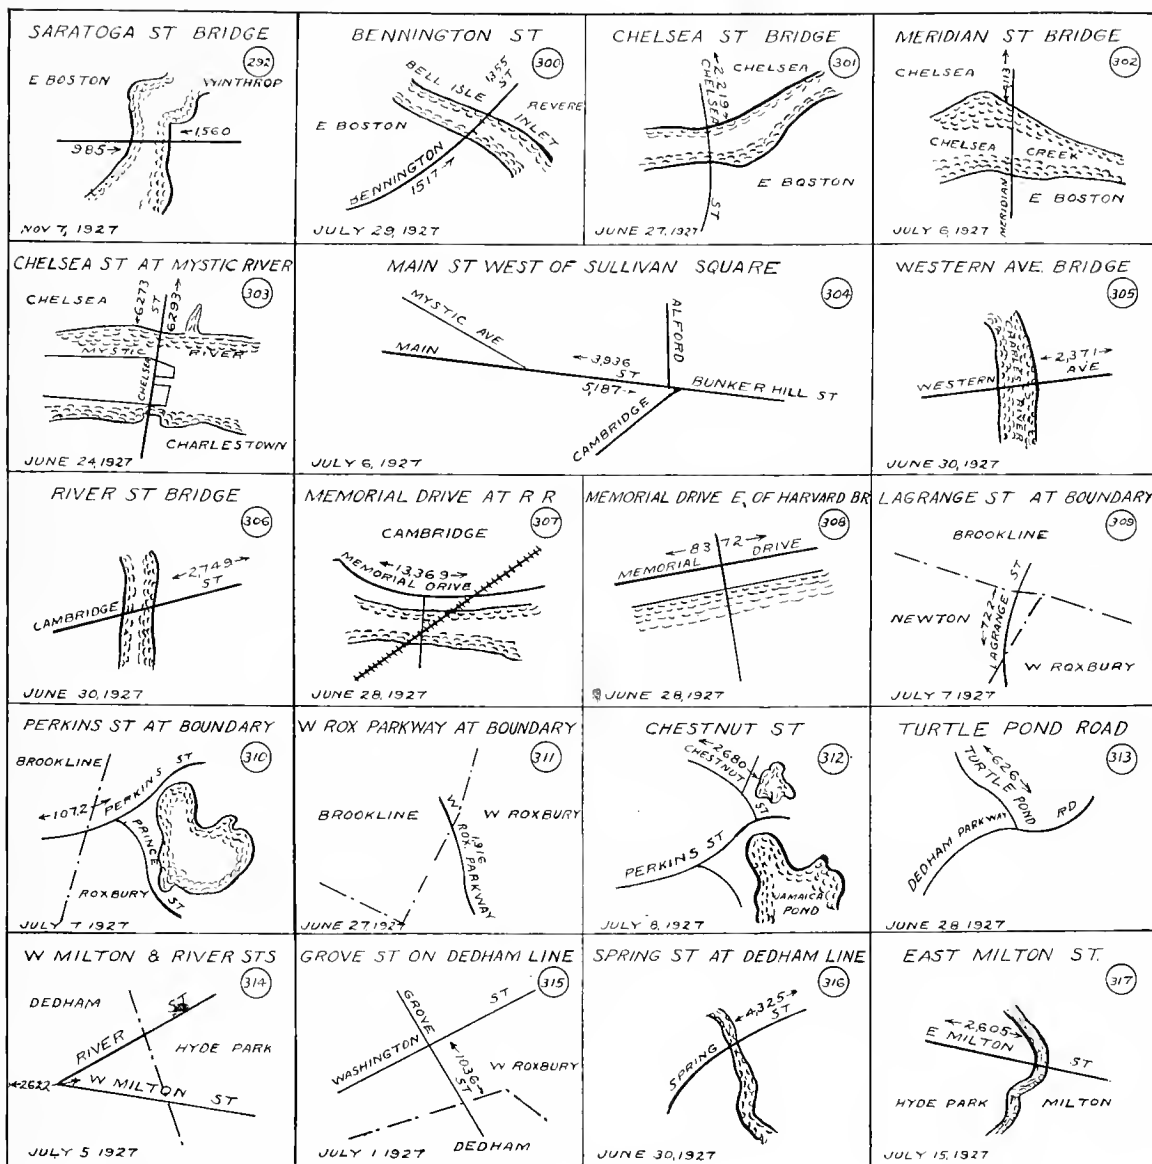 SARATOGA ST BRIDGE
292
E BOSTON
WINTHROP
1,560
985
NOV 7, 1927
BENNINGTON ST
300
BELL ISLE INLET
1355
ST
REVERE
E BOSTON
BENNINGTON
1517
JULY 29, 1927
CHELSEA ST BRIDGE
301
2,219
CHELSEA
CHELSEA
E BOSTON
ST
JUNE 27, 1927
MERIDIAN ST BRIDGE
302
CHELSEA
CHELSEA CREEK
MERIDIAN
E BOSTON
JULY 6, 1927
CHELSEA ST AT MYSTIC RIVER
303
CHELSEA
6273
ST
6293
MYSTIC RIVER
CHELSEA
CHARLESTOWN
JUNE 24, 1927
MAIN ST WEST OF SULLIVAN SQUARE
304
MYSTIC AVE
ALFORD
MAIN
3,936
ST
5187
BUNKER HILL ST
CAMBRIDGE
JULY 6, 1927
WESTERN AVE. BRIDGE
305
2,371
WESTERN
AVE
CHARLES RIVER
JUNE 30, 1927
RIVER ST BRIDGE
306
2749
ST
CAMBRIDGE
JUNE 30, 1927
MEMORIAL DRIVE AT R R
307
CAMBRIDGE
13,369
MEMORIAL DRIVE
JUNE 28, 1927
MEMORIAL DRIVE E. OF HARVARD BR
308
8372
MEMORIAL DRIVE
JUNE 28, 1927
LAGRANGE ST AT BOUNDARY
309
BROOKLINE
ST
NEWTON
722
LAGRANGE
W ROXBURY
JULY 7 1927
PERKINS ST AT BOUNDARY
310
BROOKLINE
1072
PERKINS ST
PRINCE ST
ROXBURY
JULY 7 1927
W ROX PARKWAY AT BOUNDARY
311
BROOKLINE
W ROXBURY
W. ROX. PARKWAY
1,916
JUNE 27 1927
CHESTNUT ST
312
2680
CHESTNUT ST
PERKINS ST
JAMAICA POND
JULY 8, 1927
TURTLE POND ROAD
313
626
TURTLE POND RD
DEDHAM PARKWAY
JUNE 28 1927
W MILTON & RIVER STS
314
DEDHAM
RIVER ST
HYDE PARK
2622
W MILTON ST
JULY 5 1927
GROVE ST ON DEDHAM LINE
315
GROVE ST
WASHINGTON ST
1036
W ROXBURY
DEDHAM
JULY 1 1927
SPRING ST AT DEDHAM LINE
316
4,325
SPRING ST
JUNE 30, 1927
EAST MILTON ST.
317
2,605
E MILTON ST
HYDE PARK
MILTON
JULY 15, 1927